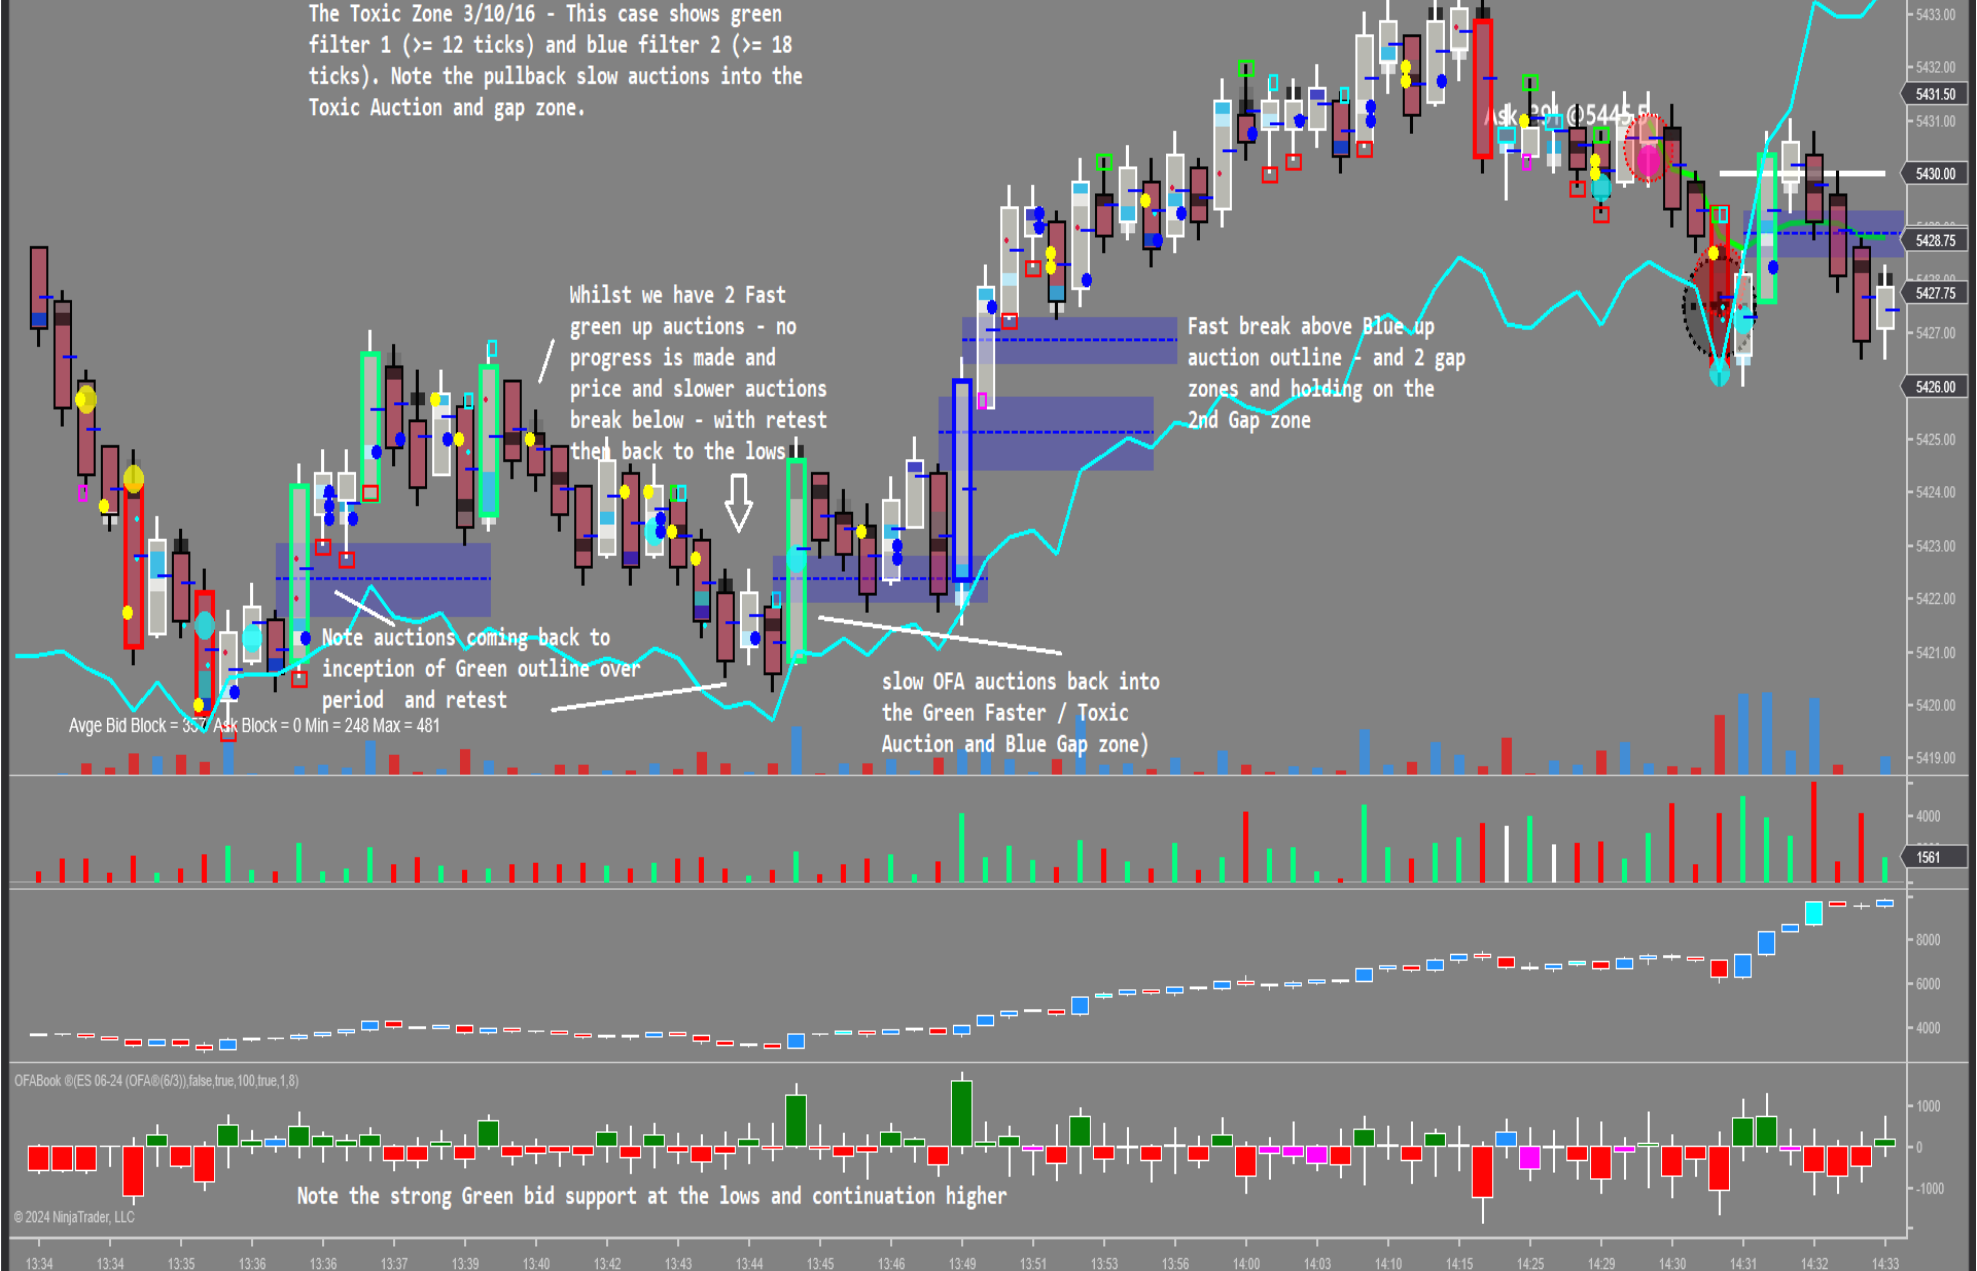 The Toxic Zone 3/10/16 - This case shows green
filter 1 (>= 12 ticks) and blue filter 2 (>= 18
ticks). Note the pullback slow auctions into the
Toxic Auction and gap zone.
Whilst we have 2 Fast
green up auctions - no
progress is made and
price and slower auctions
break below - with retest
then back to the lows
Fast break above Blue up
auction outline - and 2 gap
zones and holding on the
2nd Gap zone
Ask 391 @5445.5
Note auctions coming back to
inception of Green outline over
period and retest
slow OFA auctions back into
the Green Faster / Toxic
Auction and Blue Gap zone)
Avge Bid Block = 357 Ask Block = 0 Min = 248 Max = 481
5433.00
5432.00
5431.50
5431.00
5430.00
5428.75
5427.75
5427.00
5426.00
5425.00
5424.00
5423.00
5422.00
5421.00
5420.00
5419.00
4000
1561
8000
6000
4000
OFABook ®(ES 06-24 (OFA®(6/3)),false,true,100,true,1,8)
1000
0
-1000
Note the strong Green bid support at the lows and continuation higher
© 2024 NinjaTrader, LLC
13:34 13:34 13:35 13:36 13:36 13:37 13:39 13:40 13:42 13:43 13:44 13:45 13:46 13:49 13:51 13:53 13:56 14:00 14:03 14:10 14:15 14:25 14:29 14:30 14:31 14:32 14:33